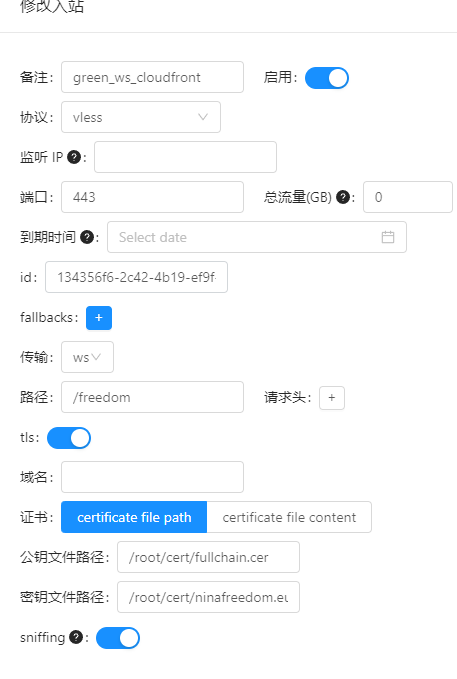 修改入站
备注: green_ws_cloudfront 启用:
协议: vless
监听 IP ?:
端口: 443 总流量(GB) ?: 0
到期时间 ?: Select date
id: 134356f6-2c42-4b19-ef9f-
fallbacks: +
传输: ws
路径: /freedom 请求头: +
tls:
域名:
证书: certificate file path certificate file content
公钥文件路径: /root/cert/fullchain.cer
密钥文件路径: /root/cert/ninafreedom.eu
sniffing ?: